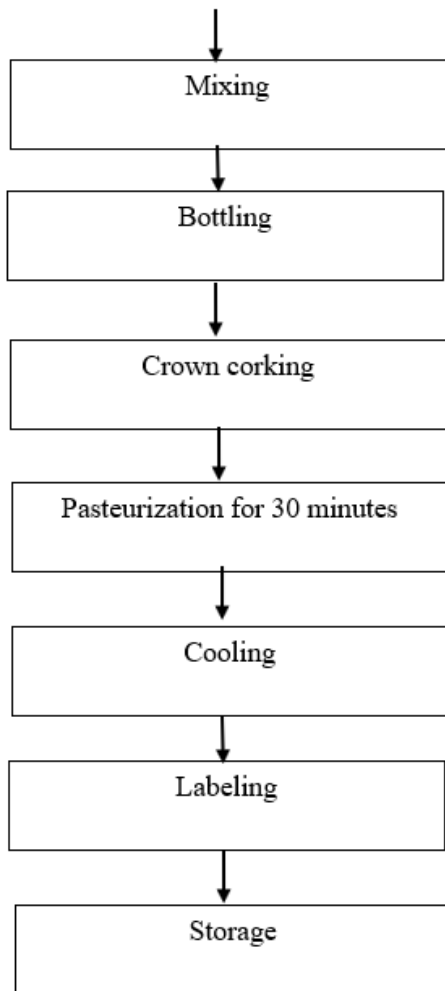 Mixing
Bottling
Crown corking
Pasteurization for 30 minutes
Cooling
Labeling
Storage